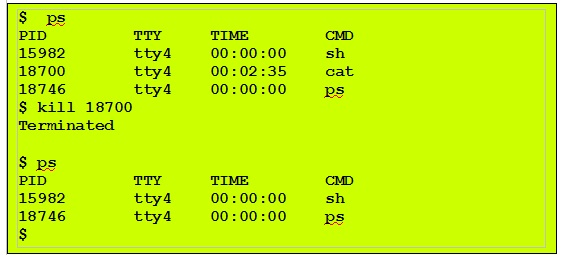 $ ps
PID TTY TIME CMD
15982 tty4 00:00:00 sh
18700 tty4 00:02:35 cat
18746 tty4 00:00:00 ps
$ kill 18700
Terminated
$ ps
PID TTY TIME CMD
15982 tty4 00:00:00 sh
18746 tty4 00:00:00 ps
$